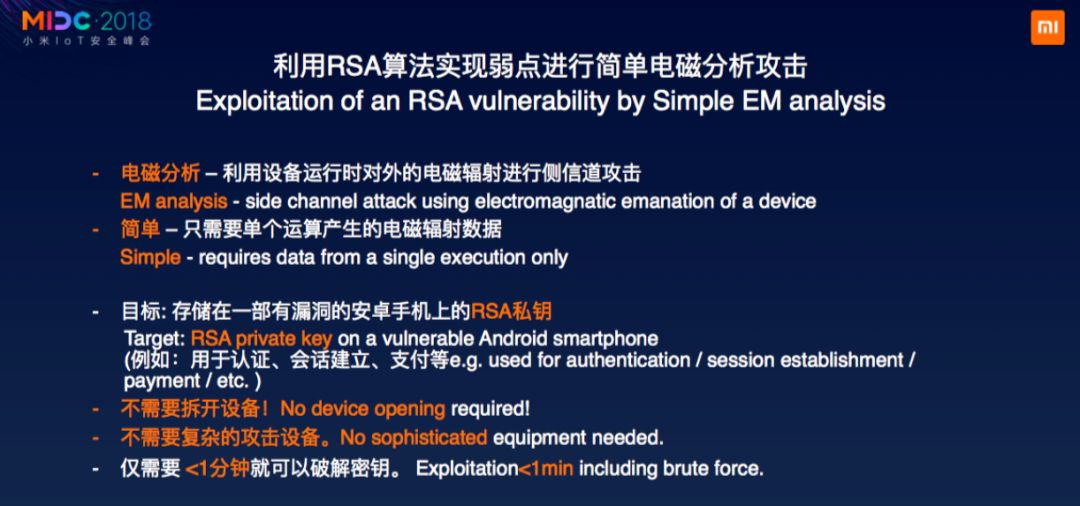 MIDC·2018
小米IoT安全峰会
利用RSA算法实现弱点进行简单电磁分析攻击
Exploitation of an RSA vulnerability by Simple EM analysis
- 电磁分析 – 利用设备运行时对外的电磁辐射进行侧信道攻击
EM analysis - side channel attack using electromagnetic emanation of a device
- 简单 – 只需要单个运算产生的电磁辐射数据
Simple - requires data from a single execution only
- 目标: 存储在一部有漏洞的安卓手机上的RSA私钥
Target: RSA private key on a vulnerable Android smartphone
(例如：用于认证、会话建立、支付等e.g. used for authentication / session establishment /
payment / etc. )
- 不需要拆开设备！No device opening required!
- 不需要复杂的攻击设备。No sophisticated equipment needed.
- 仅需要 <1分钟就可以破解密钥。 Exploitation<1min including brute force.